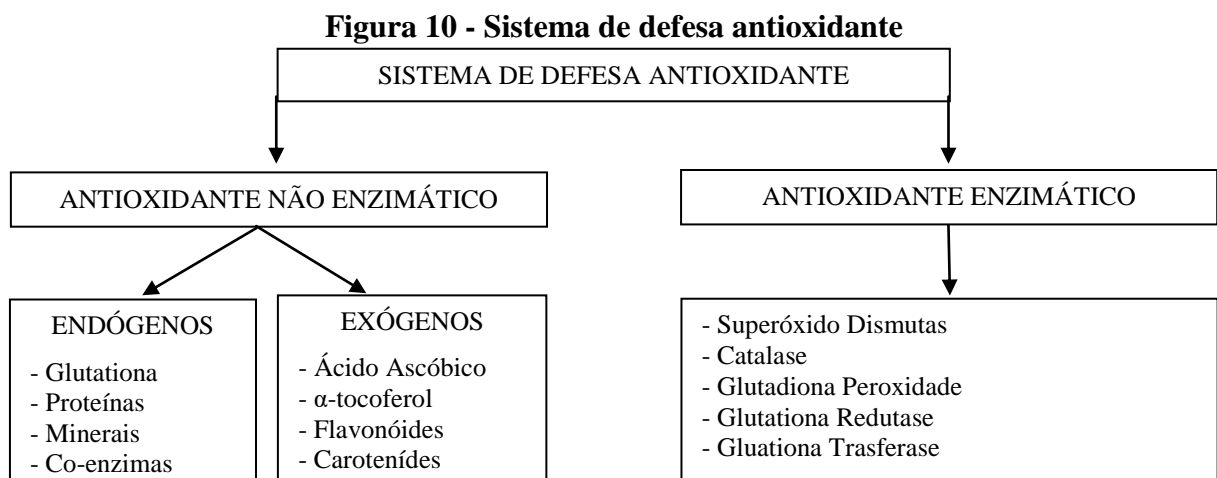 Figura 10 - Sistema de defesa antioxidante
SISTEMA DE DEFESA ANTIOXIDANTE
ANTIOXIDANTE NÃO ENZIMÁTICO
ANTIOXIDANTE ENZIMÁTICO
ENDÓGENOS
- Glutationa
- Proteínas
- Minerais
- Co-enzimas
EXÓGENOS
- Ácido Ascóbico
- α-tocoferol
- Flavonóides
- Carotenídes
- Superóxido Dismutas
- Catalase
- Glutadiona Peroxidade
- Glutationa Redutase
- Gluationa Trasferase